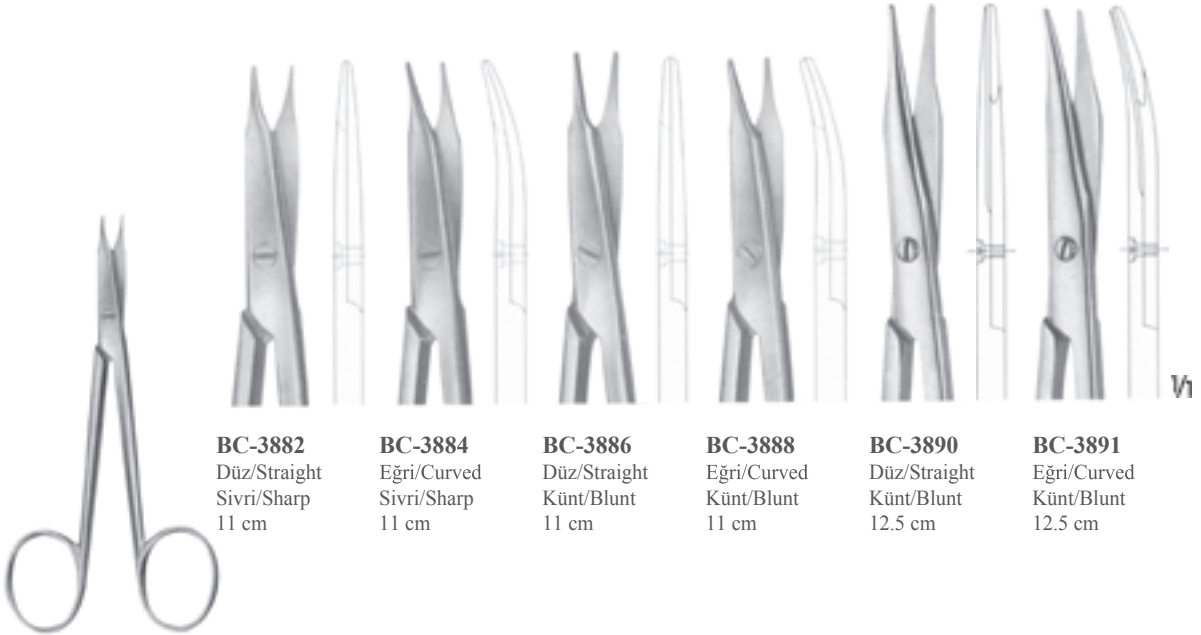 1/1
BC-3882
Düz/Straight
Sivri/Sharp
11 cm
BC-3884
Eğri/Curved
Sivri/Sharp
11 cm
BC-3886
Düz/Straight
Künt/Blunt
11 cm
BC-3888
Eğri/Curved
Künt/Blunt
11 cm
BC-3890
Düz/Straight
Künt/Blunt
12.5 cm
BC-3891
Eğri/Curved
Künt/Blunt
12.5 cm